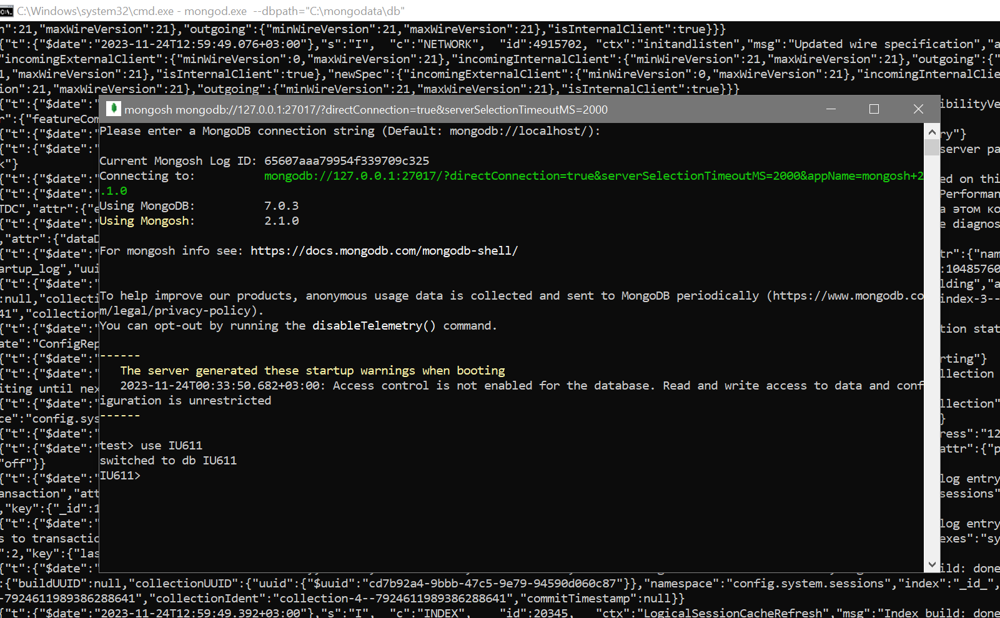 C:\Windows\system32\cmd.exe - mongod.exe  --dbpath="C:\mongodata\db"
n":21,"maxWireVersion":21},"outgoing":{"minWireVersion":21,"maxWireVersion":21},"isInternalClient":true}}}
{"t":{"$date":"2023-11-24T12:59:49.076+03:00"},"s":"I",  "c":"NETWORK",  "id":4915702, "ctx":"initandlisten","msg":"Updated wire specification","a
"incomingExternalClient":{"minWireVersion":0,"maxWireVersion":21},"incomingInternalClient":{"minWireVersion":21,"maxWireVersion":21},"outgoing":{"
1,"maxWireVersion":21},"isInternalClient":true},"newSpec":{"incomingExternalClient":{"minWireVersion":0,"maxWireVersion":21},"incomingInternalClie
ion":21,"maxWireVersion":21},"outgoing":{"minWireVersion":21,"maxWireVersion":21},"isInternalClient":true}}}
{"t":{"$date":" ibilityVe
mongosh mongodb://127.0.0.1:27017/?directConnection=true&serverSelectionTimeoutMS=2000
r":{"featureCom
Please enter a MongoDB connection string (Default: mongodb://localhost/):
{"t":{"$date":" ry"}
{"t":{"$date":" server pa
k"}
Current Mongosh Log ID: 65607aaa79954f339709c325
Connecting to:          mongodb://127.0.0.1:27017/?directConnection=true&serverSelectionTimeoutMS=2000&appName=mongosh+2
.1.0
{"t":{"$date":" ed on thi
{"t":{"$date":" Performan
Using MongoDB:          7.0.3
TDC","attr":{"e а этом ко
Using Mongosh:          2.1.0
{"t":{"$date":" e diagnos
,"attr":{"dataD
For mongosh info see: https://docs.mongodb.com/mongodb-shell/
{"t":{"$date":" tr":{"nam
artup_log","uui :10485760
{"t":{"$date":" lding","a
To help improve our products, anonymous usage data is collected and sent to MongoDB periodically (https://www.mongodb.co
m/legal/privacy-policy).
You can opt-out by running the disableTelemetry() command.
:null,"collecti index-3--
41","collection
{"t":{"$date":" tion stat
ate":"ConfigRep
------
{"t":{"$date":" rting"}
The server generated these startup warnings when booting
2023-11-24T00:33:50.682+03:00: Access control is not enabled for the database. Read and write access to data and conf
iguration is unrestricted
------
{"t":{"$date":" llection
iting until nex
{"t":{"$date":" llection"
ce":"config.sys }
{"t":{"$date":" ress":"12
{"t":{"$date":" attr":{"p
test> use IU611
switched to db IU611
IU611>
"off"}}
{"t":{"$date":" log entry
ansaction","att sessions"
,"key":{"_id":1
{"t":{"$date":" log entry
s to transactio exes":"sy
":2,"key":{"las
{"t":{"$date":" ild: done
:{"buildUUID":null,"collectionUUID":{"uuid":{"$uuid":"cd7b92a4-9bbb-47c5-9e79-94590d060c87"}},"namespace":"config.system.sessions","index":"_id_",
-7924611989386288641","collectionIdent":"collection-4--7924611989386288641","commitTimestamp":null}}
{"t":{"$date":"2023-11-24T12:59:49.392+03:00"},"s":"I",  "c":"INDEX",    "id":20345,  "ctx":"LogicalSessionCacheRefresh","msg":"Index build: done